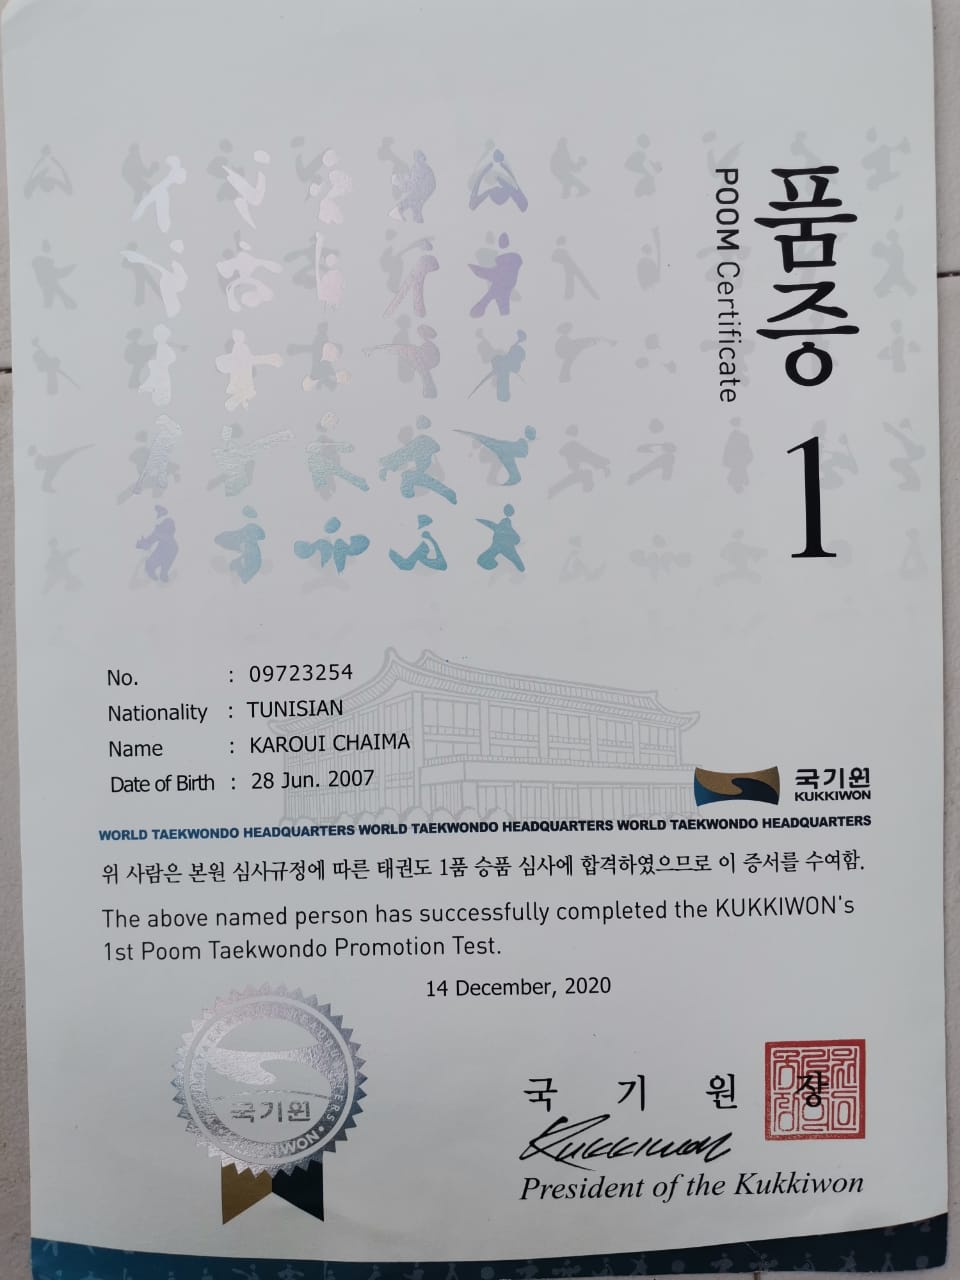 품증
POOM Certificate
1
No. : 09723254
Nationality : TUNISIAN
Name : KAROUI CHAIMA
Date of Birth : 28 Jun. 2007
국기원
KUKKIWON
WORLD TAEKWONDO HEADQUARTERS WORLD TAEKWONDO HEADQUARTERS WORLD TAEKWONDO HEADQUARTERS
위 사람은 본원 심사규정에 따른 태권도 1품 승품 심사에 합격하였으므로 이 증서를 수여함.
The above named person has successfully completed the KUKKIWON's
1st Poom Taekwondo Promotion Test.
14 December, 2020
국기원
KUKKIWON
국 기 원 장
Kukkiwon
President of the Kukkiwon